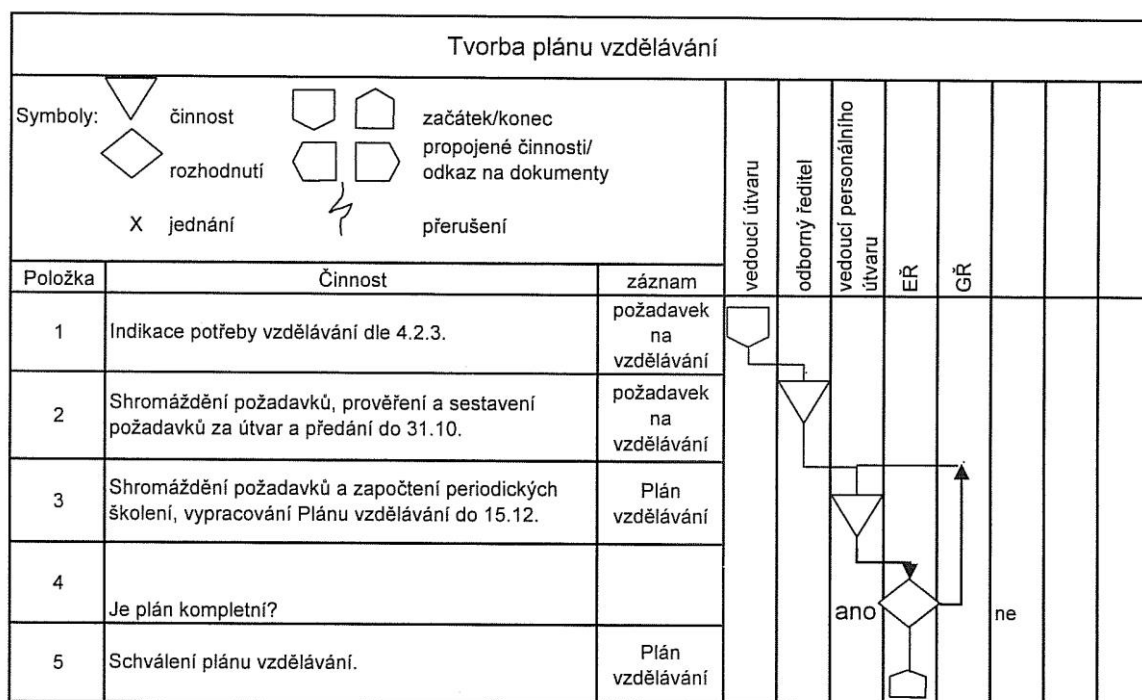 Tvorba plánu vzdělávání
Symboly:
činnost
začátek/konec
rozhodnutí
propojené činnosti/
odkaz na dokumenty
X jednání
přerušení
vedoucí útvaru
odborný ředitel
vedoucí personálního
útvaru
EŘ
GŘ
Položka
Činnost
záznam
1
Indikace potřeby vzdělávání dle 4.2.3.
požadavek
na
vzdělávání
2
Shromáždění požadavků, prověření a sestavení
požadavků za útvar a předání do 31.10.
požadavek
na
vzdělávání
3
Shromáždění požadavků a započtení periodických
školení, vypracování Plánu vzdělávání do 15.12.
Plán
vzdělávání
4
Je plán kompletní?
ano
ne
5
Schválení plánu vzdělávání.
Plán
vzdělávání